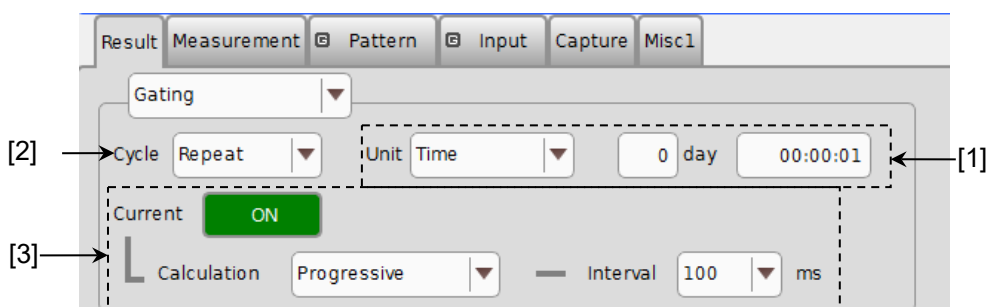 Result Measurement G Pattern G Input Capture Misc1
Gating
[2] Cycle Repeat Unit Time 0 day 00:00:01 [1]
Current ON
[3] Calculation Progressive Interval 100 ms